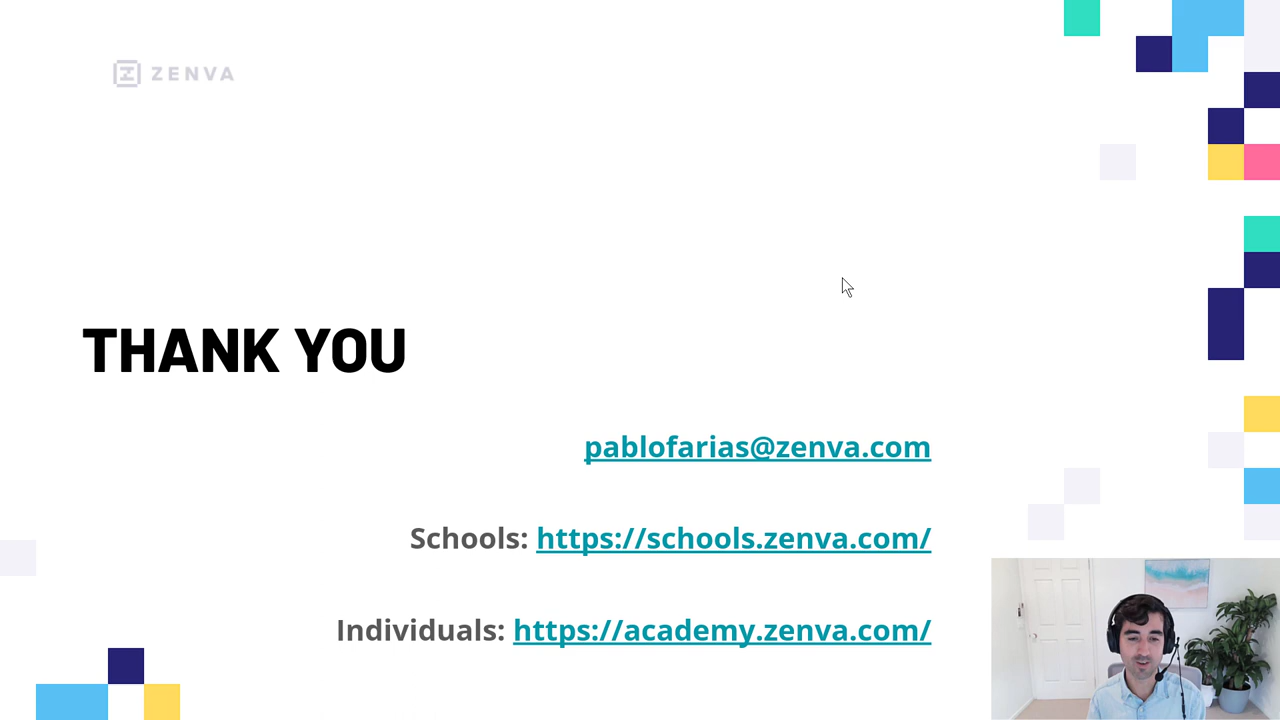 ZENVA
THANK YOU
pablofarias@zenva.com
Schools: https://schools.zenva.com/
Individuals: https://academy.zenva.com/